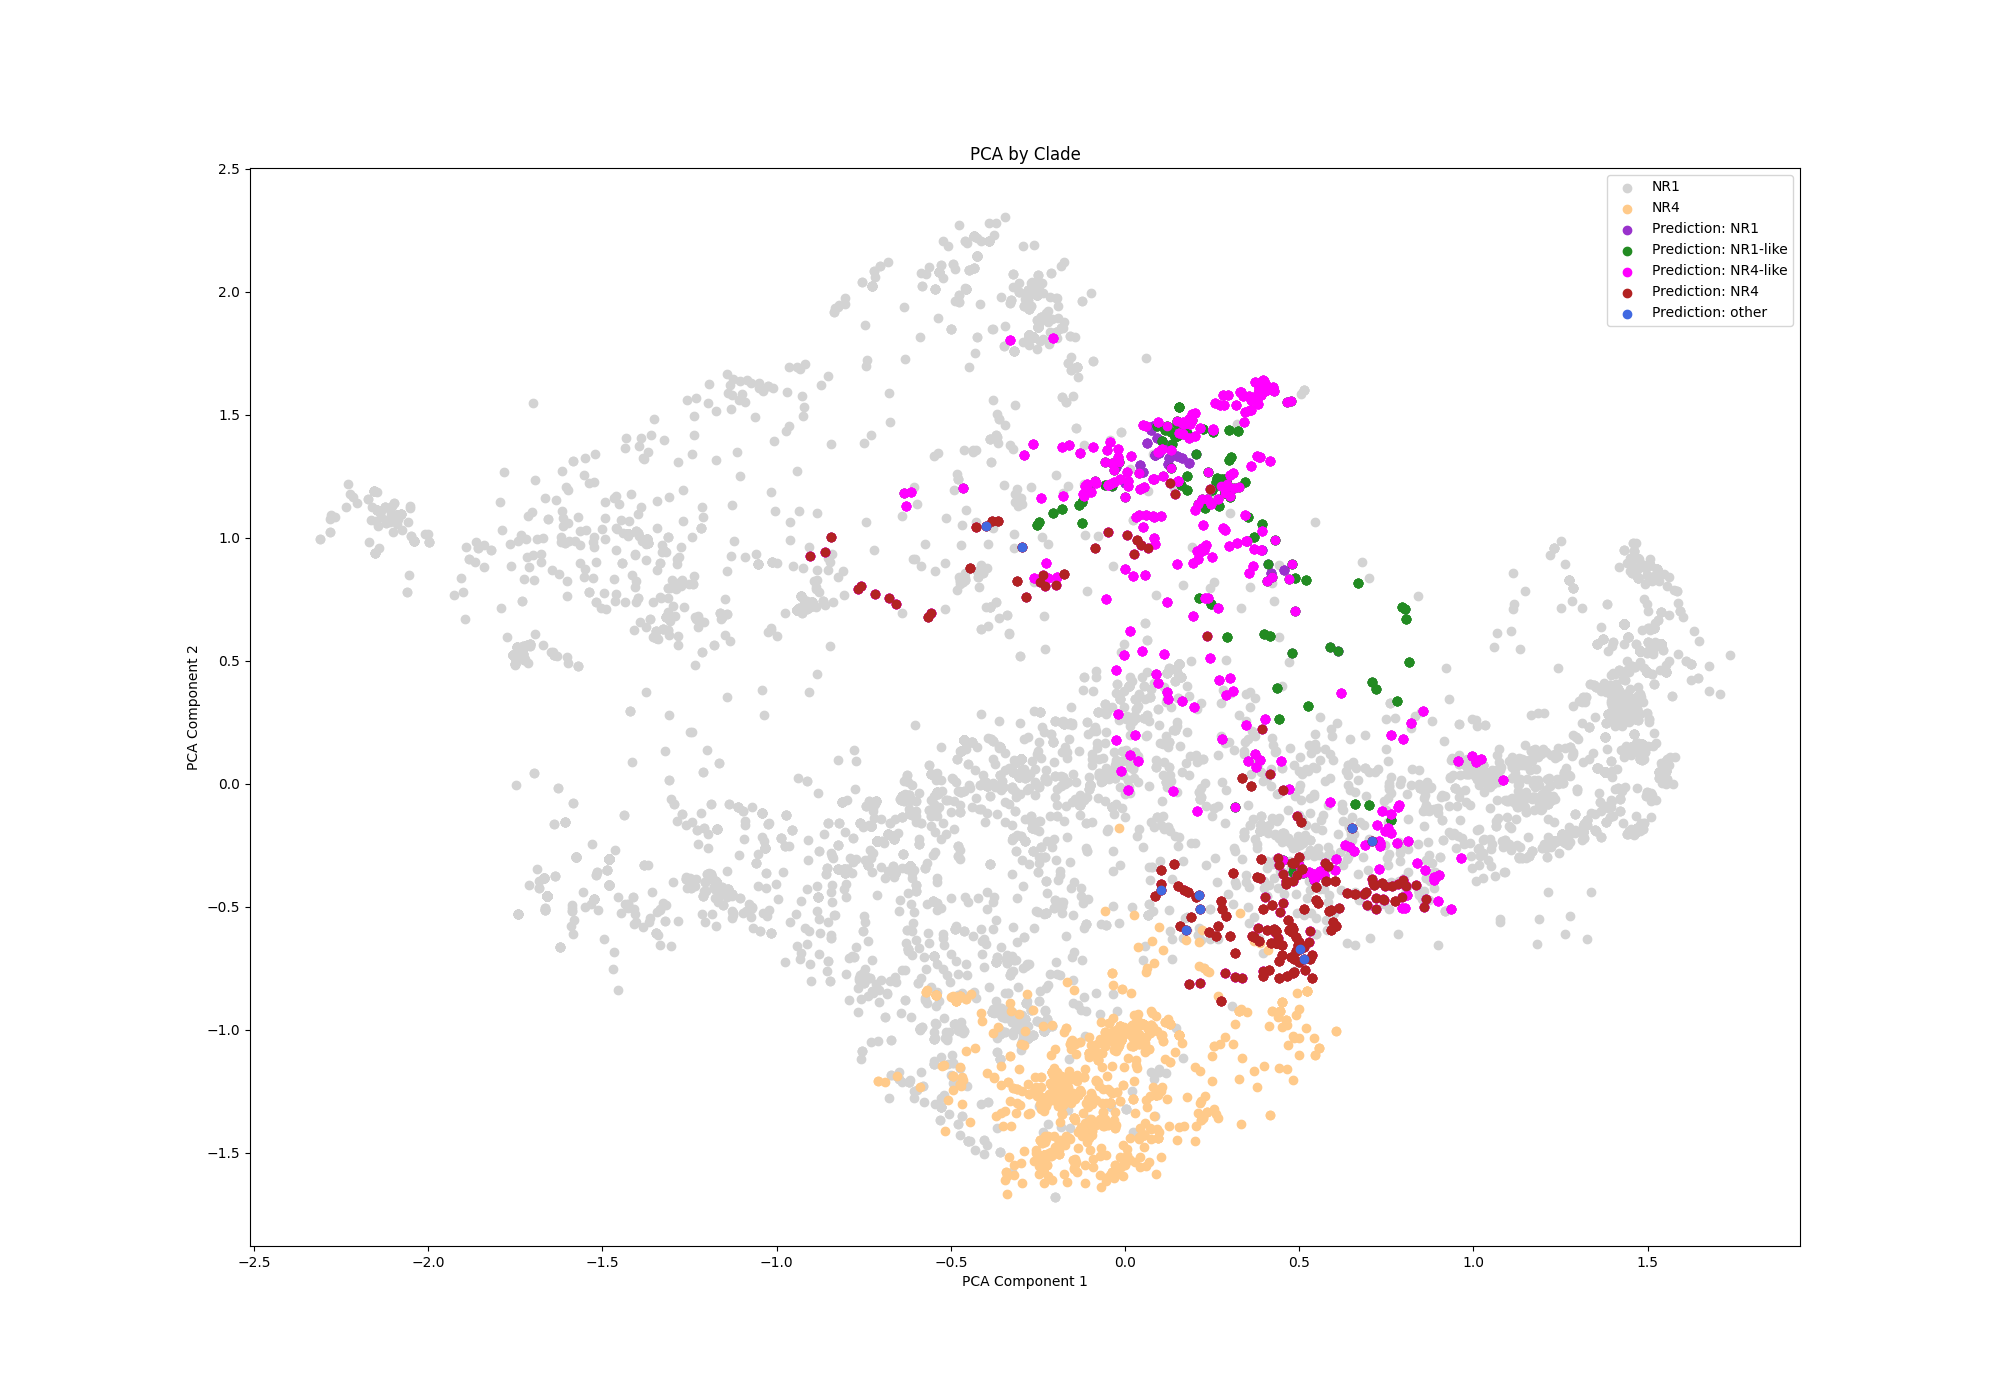 PCA by Clade
2.5
2.0
1.5
1.0
0.5
0.0
−0.5
−1.0
−1.5
PCA Component 2
NR1
NR4
Prediction: NR1
Prediction: NR1-like
Prediction: NR4-like
Prediction: NR4
Prediction: other
−2.5 −2.0 −1.5 −1.0 −0.5 0.0 0.5 1.0 1.5
PCA Component 1